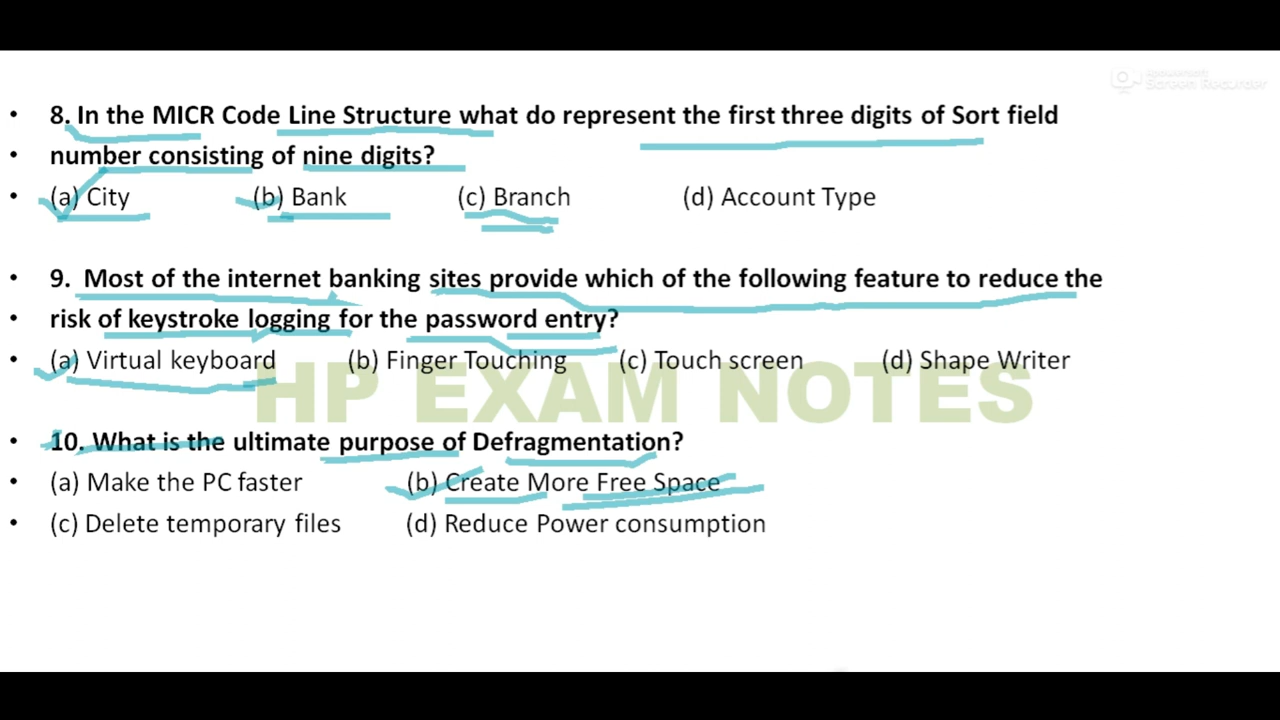 Apowersoft
Screen Recorder
• 8. In the MICR Code Line Structure what do represent the first three digits of Sort field
• number consisting of nine digits?
• (a) City (b) Bank (c) Branch (d) Account Type
• 9. Most of the internet banking sites provide which of the following feature to reduce the
• risk of keystroke logging for the password entry?
• (a) Virtual keyboard (b) Finger Touching (c) Touch screen (d) Shape Writer
HP EXAM NOTES
• 10. What is the ultimate purpose of Defragmentation?
• (a) Make the PC faster (b) Create More Free Space
• (c) Delete temporary files (d) Reduce Power consumption